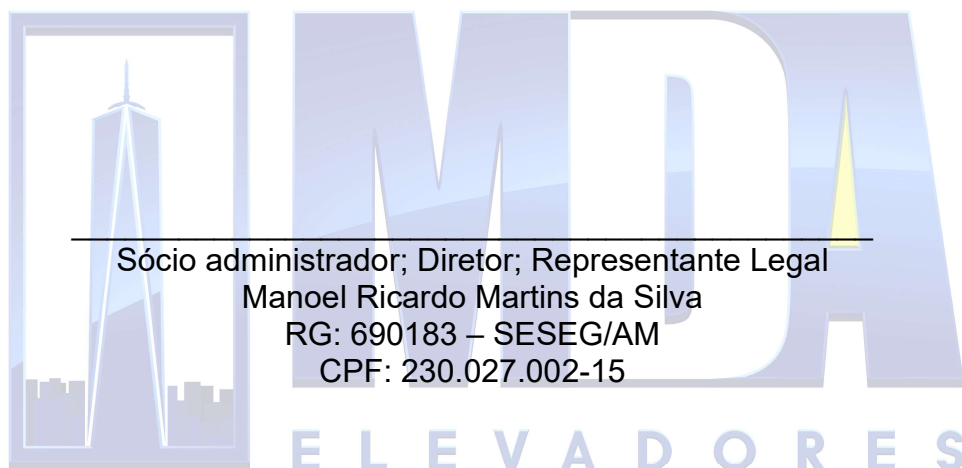 MDA
Sócio administrador; Diretor; Representante Legal
Manoel Ricardo Martins da Silva
RG: 690183 – SESEG/AM
CPF: 230.027.002-15
ELEVADORES